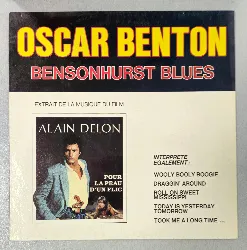 OSCAR BENTON
BENSONHURST BLUES
EXTRAIT DE LA MUSIQUE DU FILM
ALAIN DELON
POUR
LA PEAU
D'UN FLIC
INTERPRETE
EGALEMENT:
WOOLY BOOLY BOOGIE
DRAGGIN' AROUND
ROLL ON SWEET
MISSISSIPPI
TODAY IS YESTERDAY
TOMORROW
TOOK ME A LONG TIME ...